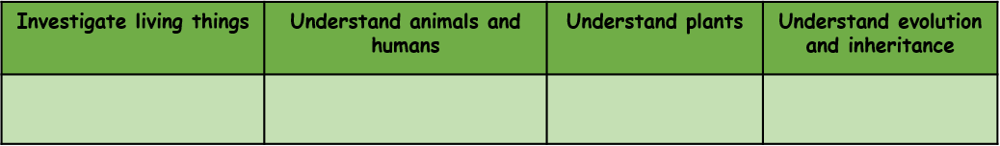 Investigate living things
Understand animals and
humans
Understand plants
Understand evolution
and inheritance